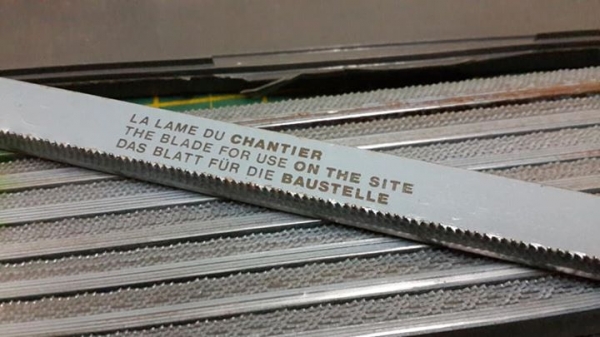 LA LAME DU CHANTIER
THE BLADE FOR USE ON THE SITE
DAS BLATT FÜR DIE BAUSTELLE